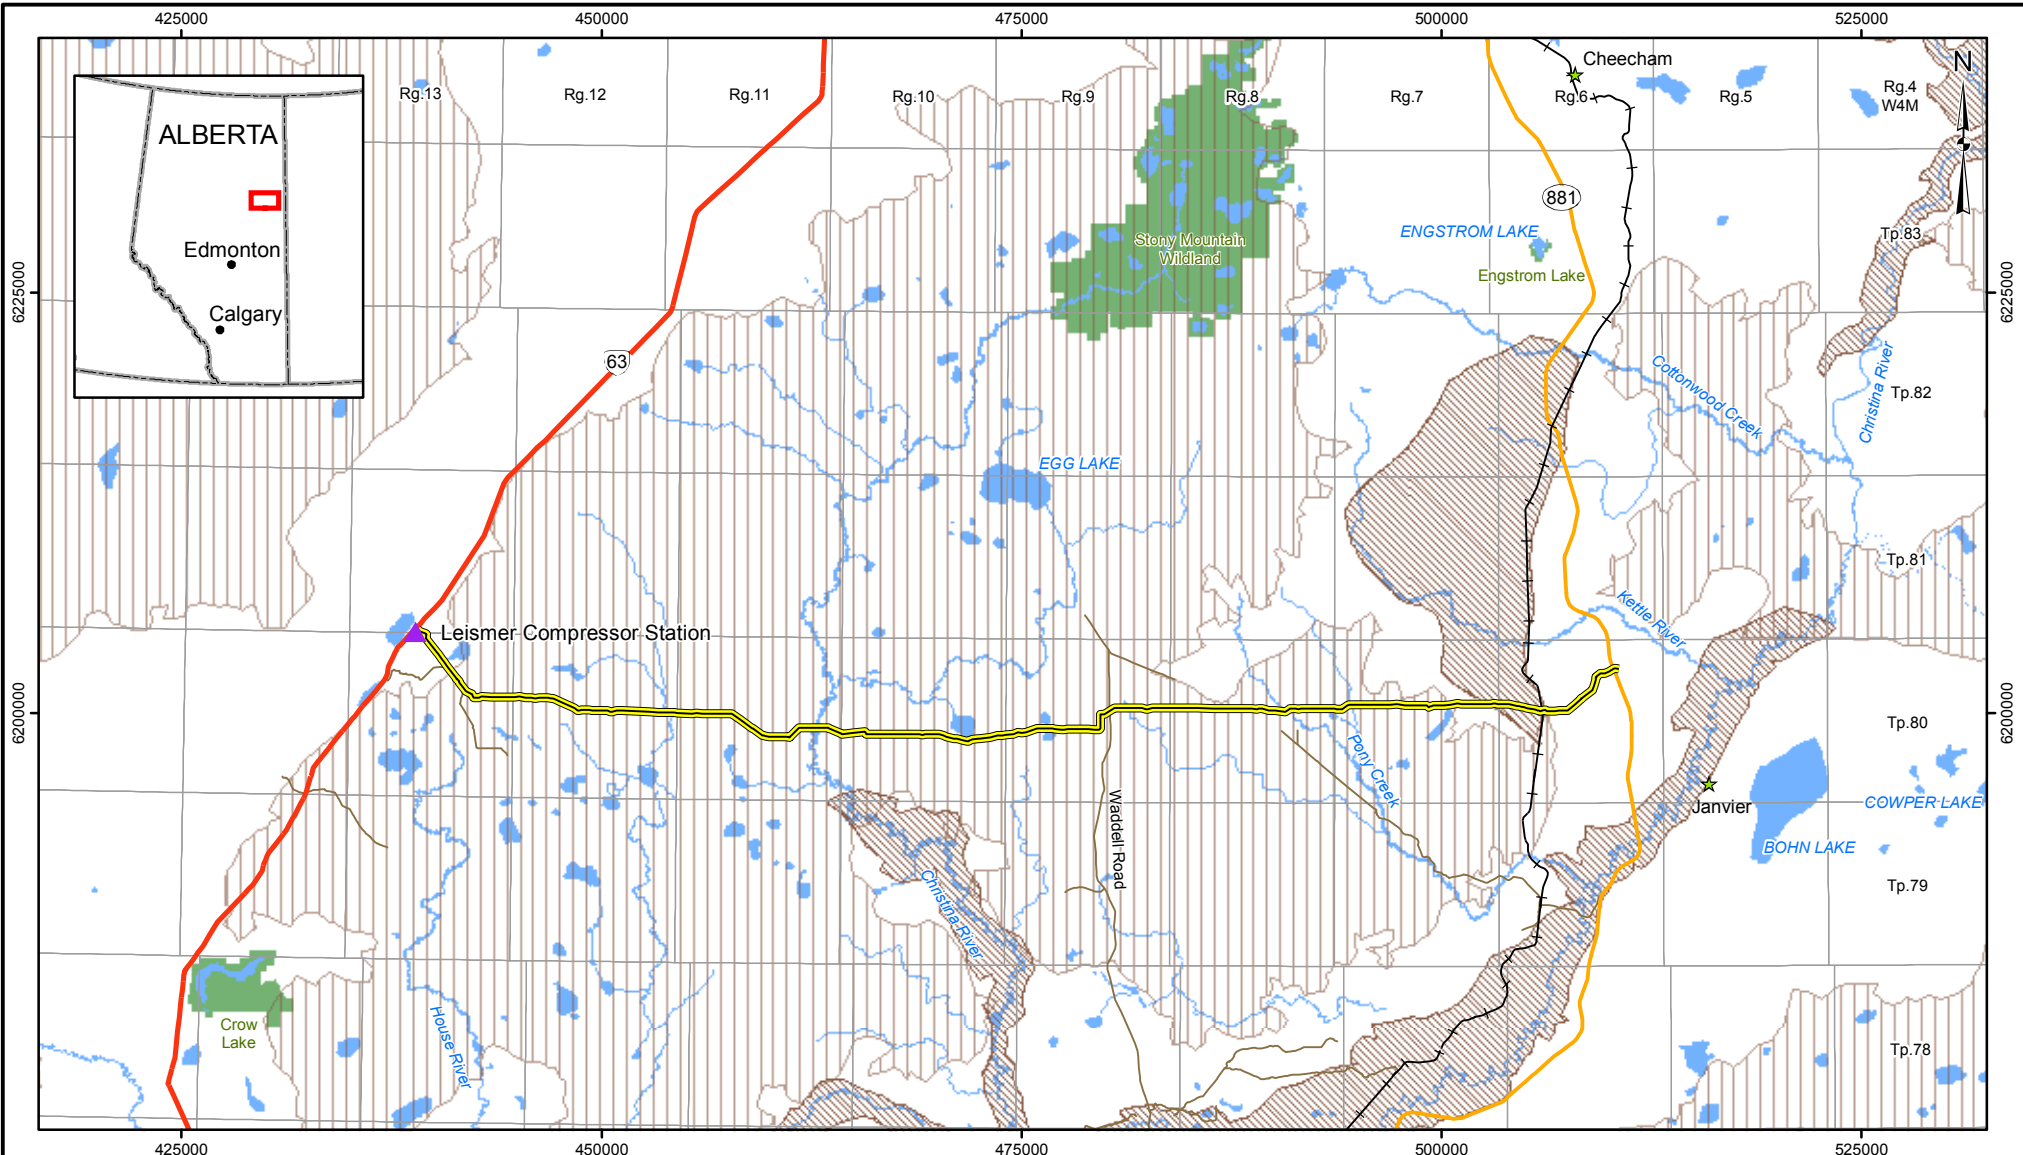 425000
450000
475000
500000
525000
ALBERTA
Edmonton
Calgary
Rg.13
Rg.12
Rg.11
Rg.10
Rg.9
Rg.8
Rg.7
Rg.6
Rg.5
Rg.4
W4M
N
Cheecham
881
ENGSTROM LAKE
Engstrom Lake
Stony Mountain
Wildland
Tp.83
6225000
6225000
63
Cottonwood Creek
Christina River
Tp.82
EGG LAKE
Tp.81
Kettle River
Leismer Compressor Station
6200000
6200000
Tp.80
Pony Creek
Waddell Road
Janvier
COWPER LAKE
BOHN LAKE
Tp.79
Christina River
Crow
Lake
House River
Tp.78
425000
450000
475000
500000
525000